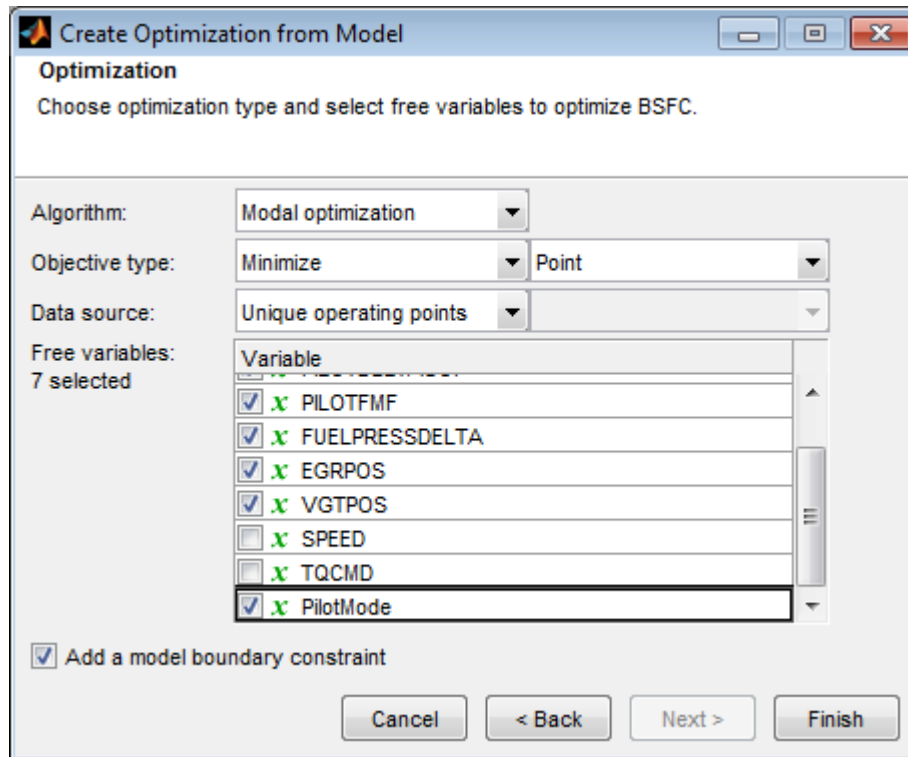 Create Optimization from Model
Optimization
Choose optimization type and select free variables to optimize BSFC.
Algorithm: Modal optimization
Objective type: Minimize Point
Data source: Unique operating points
Free variables: Variable
7 selected
x PILOTFMF
x FUELPRESSDELTA
x EGRPOS
x VGTPOS
x SPEED
x TQCMD
x PilotMode
Add a model boundary constraint
Cancel < Back Next > Finish